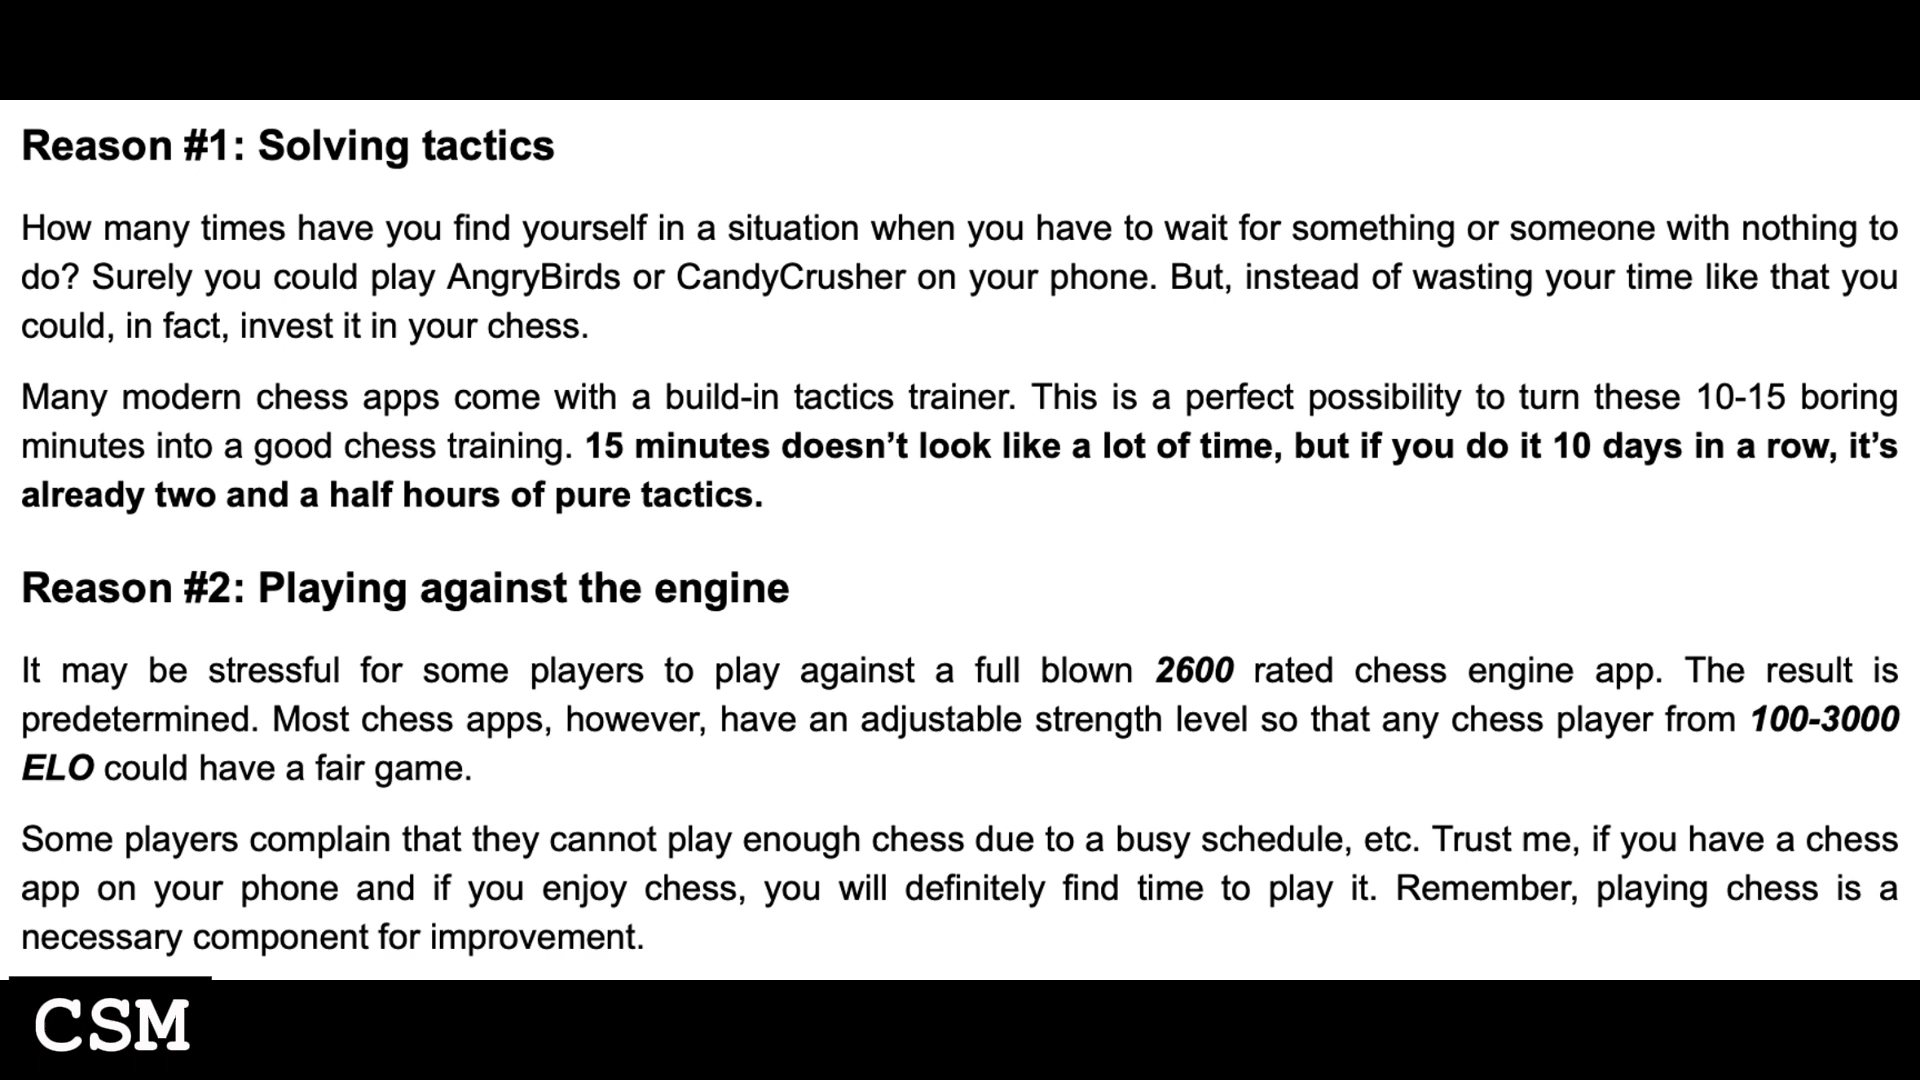 Reason #1: Solving tactics
How many times have you find yourself in a situation when you have to wait for something or someone with nothing to
do? Surely you could play AngryBirds or CandyCrusher on your phone. But, instead of wasting your time like that you
could, in fact, invest it in your chess.
Many modern chess apps come with a build-in tactics trainer. This is a perfect possibility to turn these 10-15 boring
minutes into a good chess training. 15 minutes doesn’t look like a lot of time, but if you do it 10 days in a row, it’s
already two and a half hours of pure tactics.
Reason #2: Playing against the engine
It may be stressful for some players to play against a full blown 2600 rated chess engine app. The result is
predetermined. Most chess apps, however, have an adjustable strength level so that any chess player from 100-3000
ELO could have a fair game.
Some players complain that they cannot play enough chess due to a busy schedule, etc. Trust me, if you have a chess
app on your phone and if you enjoy chess, you will definitely find time to play it. Remember, playing chess is a
necessary component for improvement.
CSM